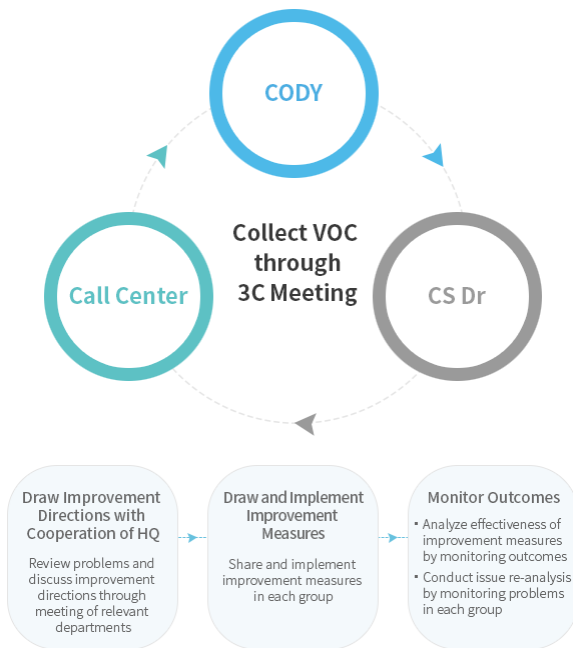 CODY
Collect VOC
through
3C Meeting
Call Center
CS Dr
Draw Improvement
Directions with
Cooperation of HQ
Review problems and
discuss improvement
directions through
meeting of relevant
departments
Draw and Implement
Improvement
Measures
Share and implement
improvement measures
in each group
Monitor Outcomes
▪ Analyze effectiveness of
improvement measures
by monitoring outcomes
▪ Conduct issue re-analysis
by monitoring problems
in each group